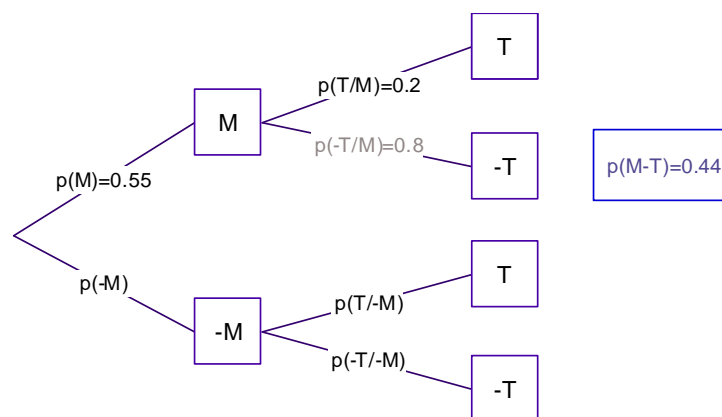 T
p(T/M)=0.2
M
p(-T/M)=0.8
-T
p(M-T)=0.44
p(M)=0.55
T
p(-M)
p(T/-M)
-M
p(-T/-M)
-T